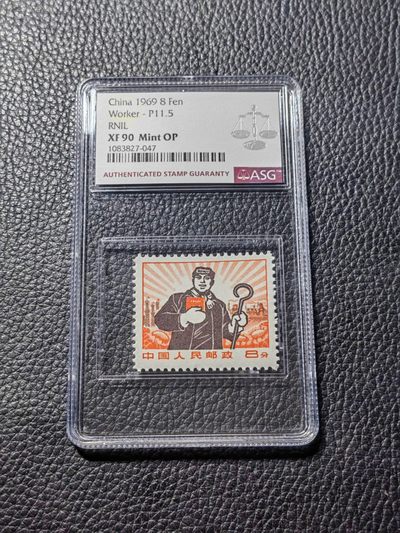 China 1969 8 Fen
Worker - P11.5
RNIL
XF 90 Mint OP
1083827-047
AUTHENTICATED STAMP GUARANTY ASG™
中国人民邮政 8分